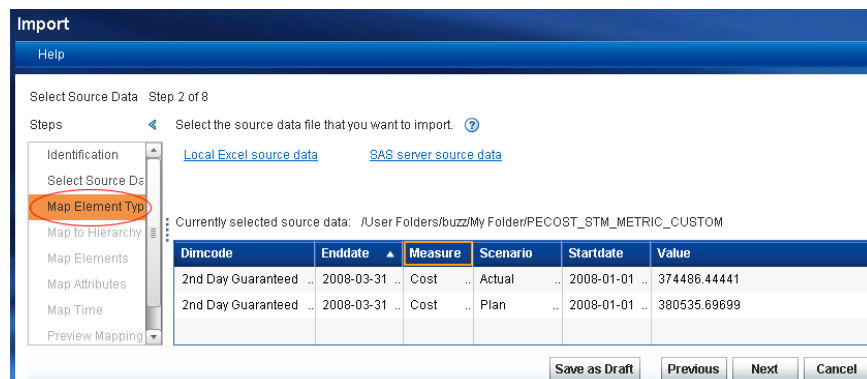 Import
Help
Select Source Data Step 2 of 8
Steps
Select the source data file that you want to import. ?
Identification
Select Source Da
Map Element Typ
Map to Hierarchy
Map Elements
Map Attributes
Map Time
Preview Mapping
Local Excel source data SAS server source data
Currently selected source data: /User Folders/buzz/My Folder/PECOST_STM_METRIC_CUSTOM
Dimcode Enddate Measure Scenario Startdate Value
2nd Day Guaranteed .. 2008-03-31 .. Cost .. Actual .. 2008-01-01 .. 374486.44441
2nd Day Guaranteed .. 2008-03-31 .. Cost .. Plan .. 2008-01-01 .. 380535.69699
Save as Draft Previous Next Cancel